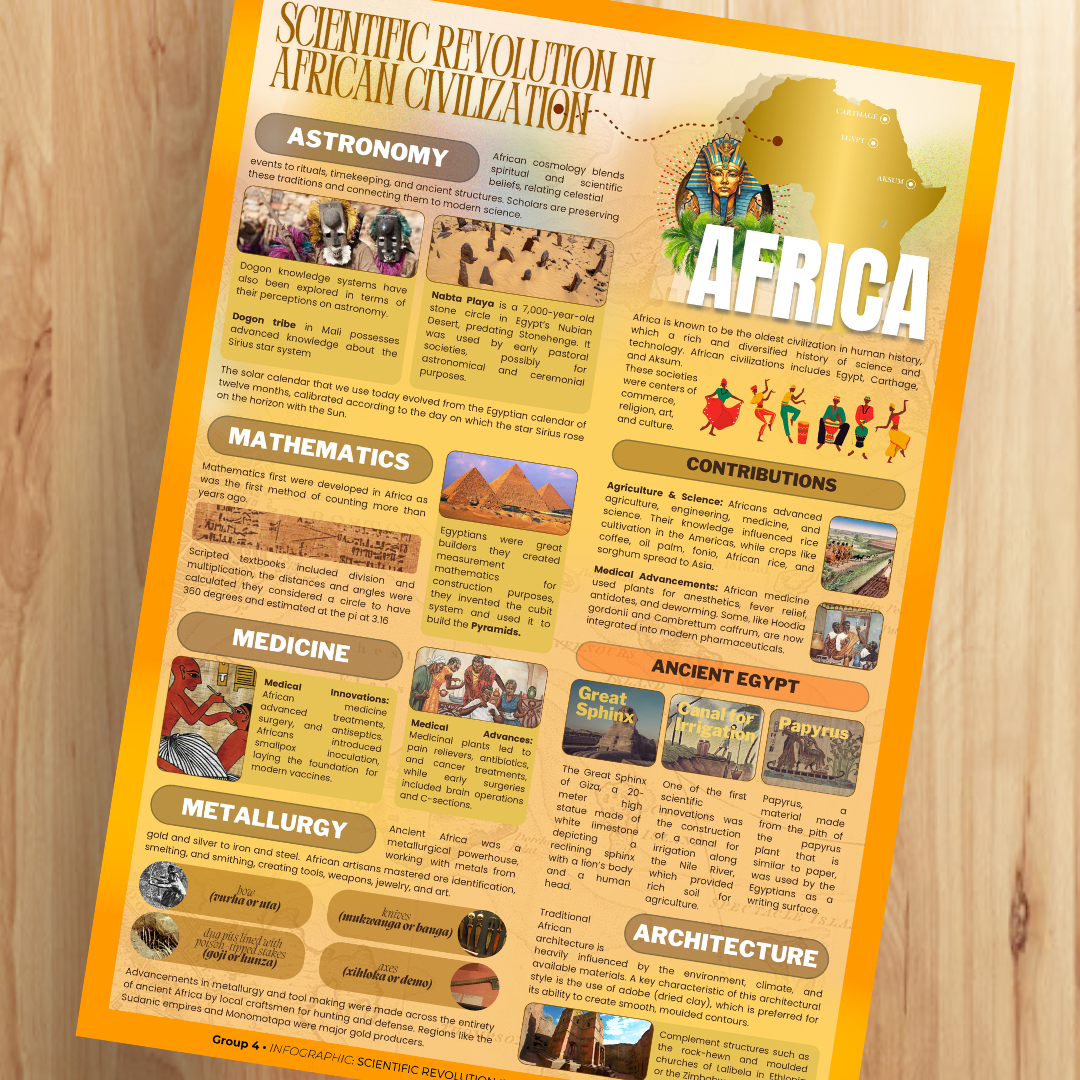 SCIENTIFIC REVOLUTION IN
AFRICAN CIVILIZATION
ASTRONOMY
African cosmology blends
spiritual and scientific
beliefs, relating celestial
events to rituals, timekeeping, and ancient structures. Scholars are preserving
these traditions and connecting them to modern science.
Dogon knowledge systems have
also been explored in terms of
their perceptions on astronomy.
Dogon tribe in Mali possesses
advanced knowledge about the
Sirius star system
Nabta Playa is a 7,000-year-old
stone circle in Egypt's Nubian
Desert, predating Stonehenge. It
was used by early pastoral
societies, possibly for
astronomical and ceremonial
purposes.
The solar calendar that we use today evolved from the Egyptian calendar of
twelve months, calibrated according to the day on which the star Sirius rose
on the horizon with the Sun.
MATHEMATICS
Mathematics first were developed in Africa as
was the first method of counting more than
years ago.
Scripted textbooks included division and
multiplication, the distances and angles were
calculated they considered a circle to have
360 degrees and estimated at the pi at 3.16
Egyptians were great
builders they created
measurement
mathematics for
construction purposes,
they invented the cubit
system and used it to
build the Pyramids.
MEDICINE
Medical Innovations:
African medicine
advanced treatments,
surgery, and antiseptics.
Africans introduced
smallpox inoculation,
laying the foundation for
modern vaccines.
Medical Advances:
Medicinal plants led to
pain relievers, antibiotics,
and cancer treatments,
while early surgeries
included brain operations
and C-sections.
METALLURGY
Ancient Africa was a
metallurgical powerhouse,
working with metals from
gold and silver to iron and steel. African artisans mastered ore identification,
smelting, and smithing, creating tools, weapons, jewelry, and art.
bow
(vurha or uta)
knives
(mukwanga or banga)
dug pits lined with
poison, tipped stakes
(goji or hunza)
axes
(xihloka or demo)
Advancements in metallurgy and tool making were made across the entirety
of ancient Africa by local craftsmen for hunting and defense. Regions like the
Sudanic empires and Monomotapa were major gold producers.
Group 4 • INFOGRAPHIC: SCIENTIFIC REVOLUTION
CARTHAGE
EGYPT
AKSUM
AFRICA
Africa is known to be the oldest civilization in human history,
which a rich and diversified history of science and
technology. African civilizations includes Egypt, Carthage,
and Aksum.
These societies
were centers of
commerce,
religion, art,
and culture.
CONTRIBUTIONS
Agriculture & Science: Africans advanced
agriculture, engineering, medicine, and
science. Their knowledge influenced rice
cultivation in the Americas, while crops like
coffee, oil palm, fonio, African rice, and
sorghum spread to Asia.
Medical Advancements: African medicine
used plants for anesthetics, fever relief,
antidotes, and deworming. Some, like Hoodia
gordonii and Combretum caffrum, are now
integrated into modern pharmaceuticals.
ANCIENT EGYPT
Great
Sphinx
Canal for
Irrigation
Papyrus
The Great Sphinx
of Giza, a 20-
meter high
statue made of
white limestone
depicting a
reclining sphinx
with a lion's body
and a human
head.
One of the first
scientific
innovations was
the construction
of a canal for
irrigation along
the Nile River,
which provided
rich soil for
agriculture.
Papyrus, a
material made
from the pith of
the papyrus
plant that is
similar to paper,
was used by the
Egyptians as a
writing surface.
ARCHITECTURE
Traditional
African
architecture is
heavily influenced by the environment, climate, and
available materials. A key characteristic of this architectural
style is the use of adobe (dried clay), which is preferred for
its ability to create smooth, moulded contours.
Complement structures such as
the rock-hewn and moulded
churches of Lalibela in Ethiopia
or the Zimbabwe